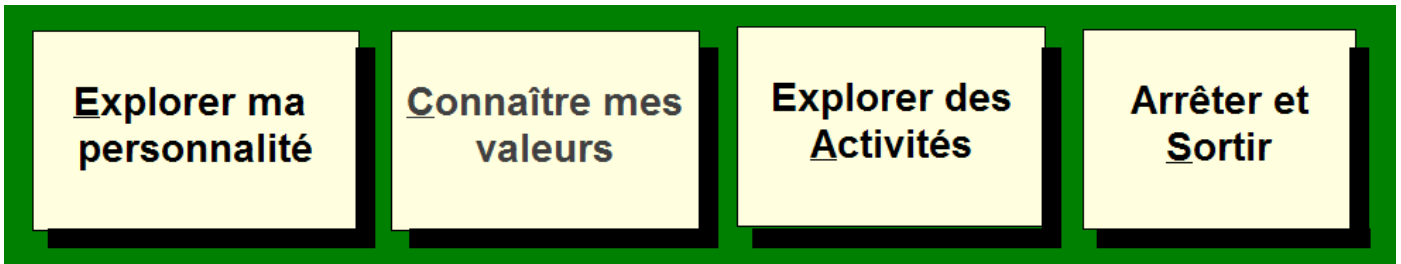 Explorer ma
personnalité
Connaître mes
valeurs
Explorer des
Activités
Arrêter et
Sortir